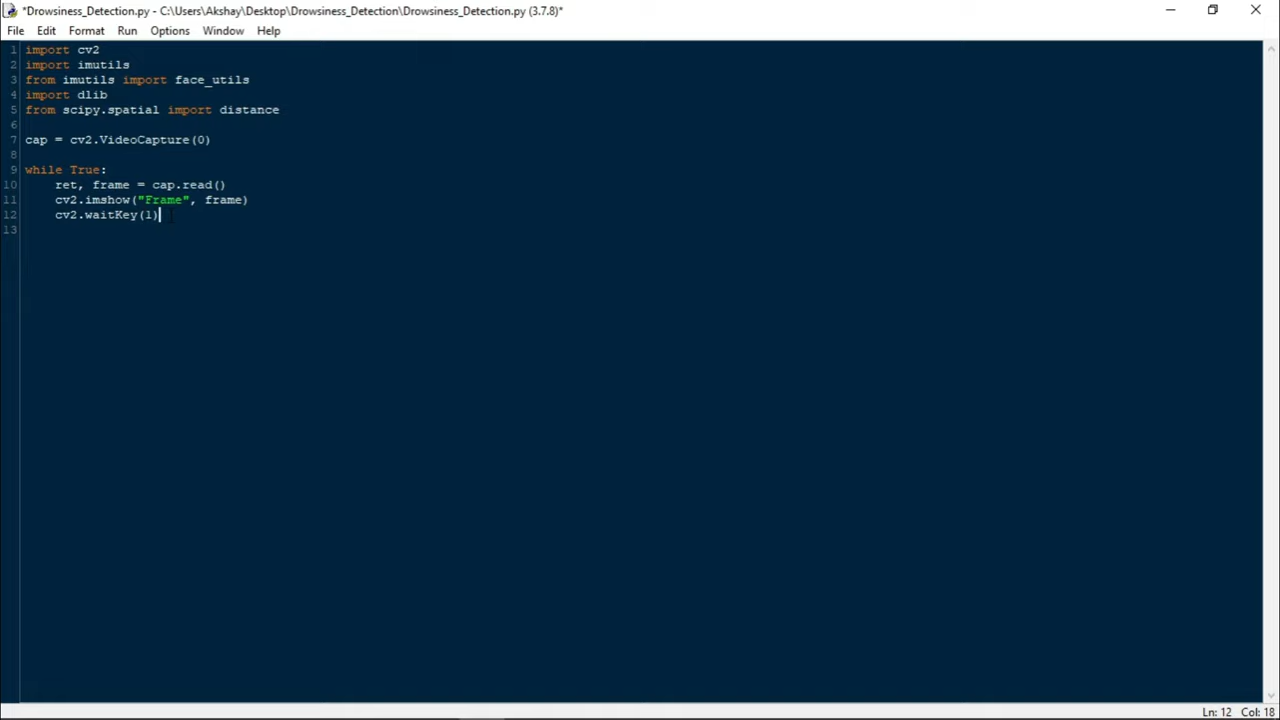 *Drowsiness_Detection.py - C:\Users\Akshay\Desktop\Drowsiness_Detection\Drowsiness_Detection.py (3.7.8)*
File Edit Format Run Options Window Help
1 import cv2
2 import imutils
3 from imutils import face_utils
4 import dlib
5 from scipy.spatial import distance
6
7 cap = cv2.VideoCapture(0)
8
9 while True:
10     ret, frame = cap.read()
11     cv2.imshow("Frame", frame)
12     cv2.waitKey(1)
13
Ln: 12 Col: 18